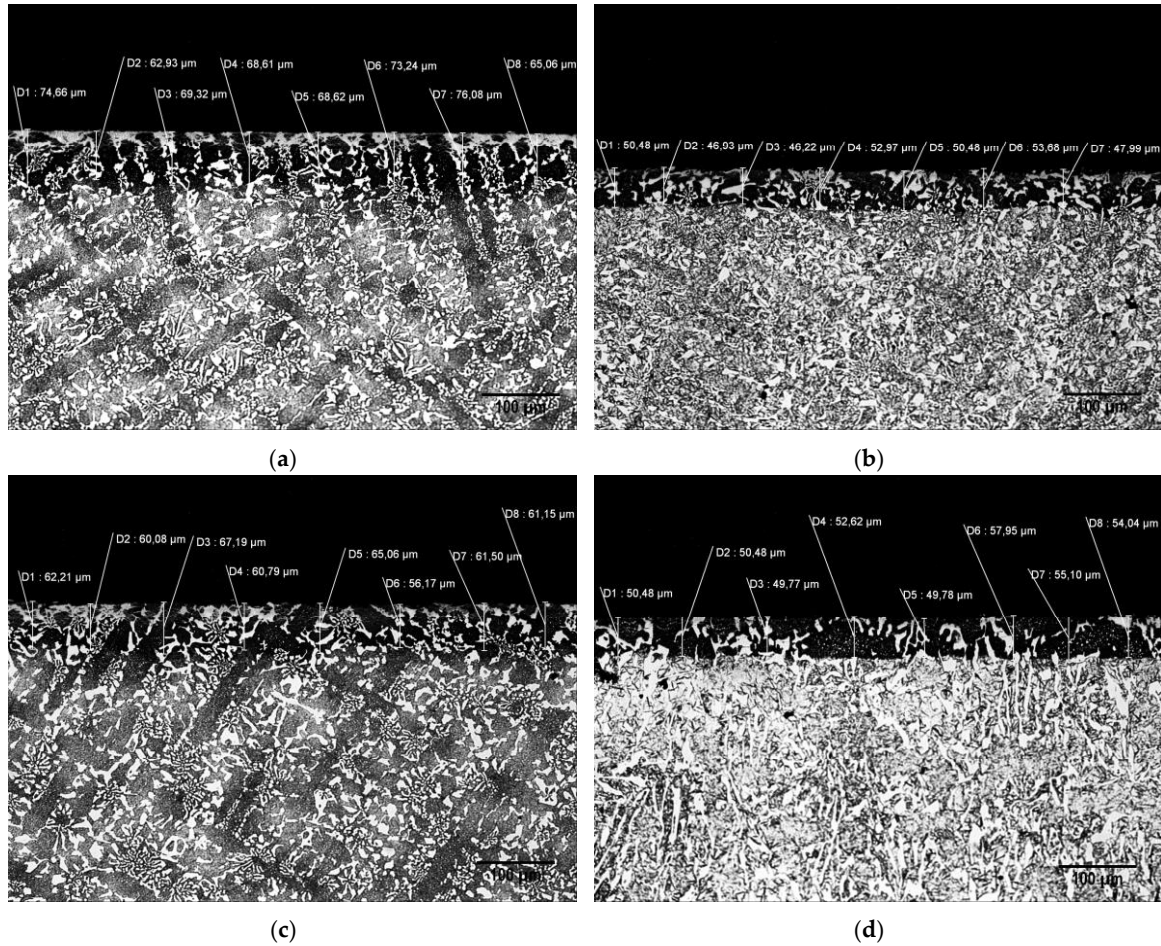 D2 : 62,93 µm
D4 : 68,61 µm
D6 : 73,24 µm
D8 : 65,06 µm
D1 : 74,66 µm
D3 : 69,32 µm
D5 : 68,62 µm
D7 : 76,08 µm
100 µm
(a)
D1 : 50,48 µm
D2 : 46,93 µm
D3 : 46,22 µm
D4 : 52,97 µm
D5 : 50,48 µm
D6 : 53,68 µm
D7 : 47,99 µm
100 µm
(b)
D8 : 61,15 µm
D2 : 60,08 µm
D3 : 67,19 µm
D5 : 65,06 µm
D7 : 61,50 µm
D1 : 62,21 µm
D4 : 60,79 µm
D6 : 56,17 µm
100 µm
(c)
D4 : 52,62 µm
D6 : 57,95 µm
D8 : 54,04 µm
D2 : 50,48 µm
D7 : 55,10 µm
D1 : 50,48 µm
D3 : 49,77 µm
D5 : 49,78 µm
100 µm
(d)